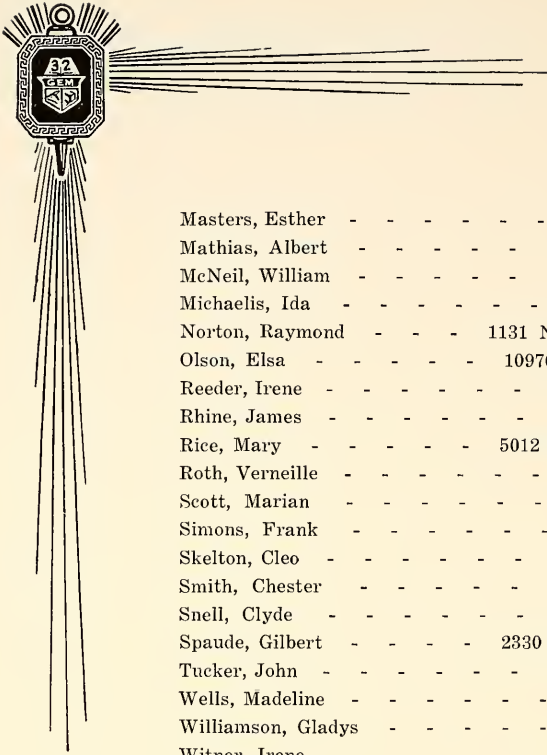 32
GEM
Masters, Esther - - - - - -
Mathias, Albert - - - - -
McNeil, William - - - - -
Michaelis, Ida - - - - - -
Norton, Raymond - - - 1131 N
Olson, Elsa - - - - - 10970
Reeder, Irene - - - - - -
Rhine, James - - - - - -
Rice, Mary - - - - - 5012
Roth, Verneille - - - - - -
Scott, Marian - - - - - -
Simons, Frank - - - - - -
Skelton, Cleo - - - - - -
Smith, Chester - - - - -
Snell, Clyde - - - - - -
Spaude, Gilbert - - - - 2330
Tucker, John - - - - - -
Wells, Madeline - - - - - -
Williamson, Gladys - - - - -
Irene